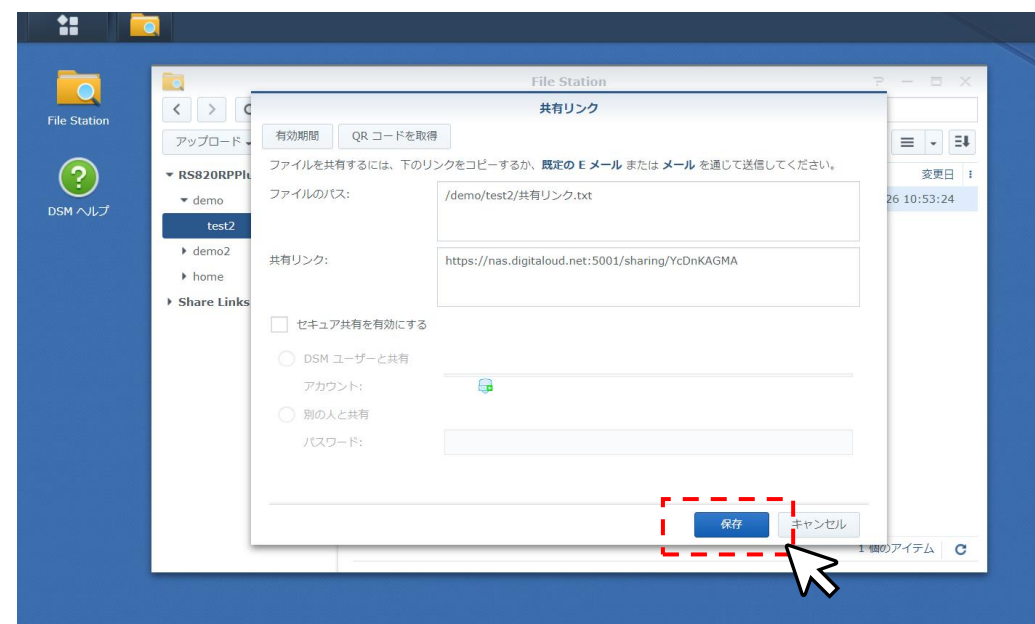 File Station
DSM ヘルプ
File Station
アップロード
RS820RPPlu
demo
test2
demo2
home
Share Links
共有リンク
有効期間
QR コードを取得
ファイルを共有するには、下のリンクをコピーするか、既定の E メール または メール を通じて送信してください。
ファイルのパス:
/demo/test2/共有リンク.txt
共有リンク:
https://nas.digitaloud.net:5001/sharing/YcDnKAGMA
セキュア共有を有効にする
DSM ユーザーと共有
アカウント:
別の人と共有
パスワード:
保存
キャンセル
変更日
26 10:53:24
1 個のアイテム